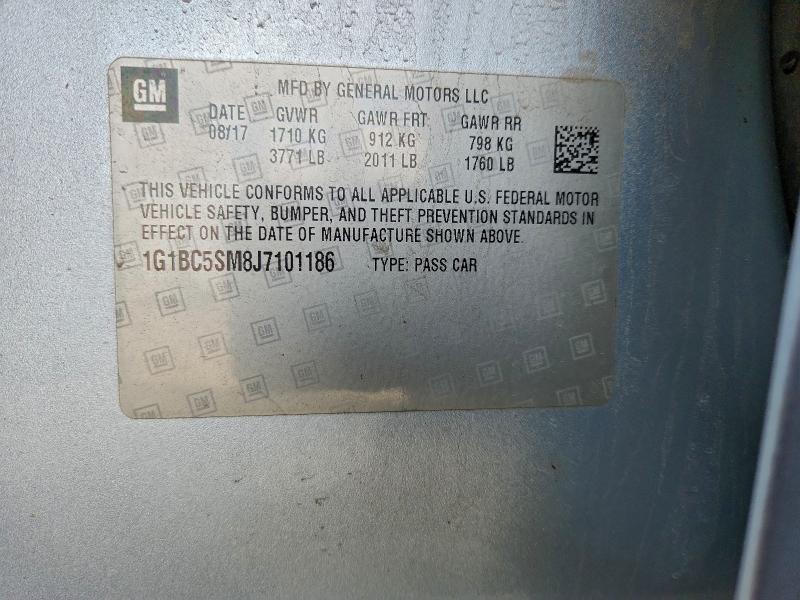 GM
MFD BY GENERAL MOTORS LLC
DATE GVWR GAWR FRT GAWR RR
08/17 1710 KG 912 KG 798 KG
3771 LB 2011 LB 1760 LB
THIS VEHICLE CONFORMS TO ALL APPLICABLE U.S. FEDERAL MOTOR
VEHICLE SAFETY, BUMPER, AND THEFT PREVENTION STANDARDS IN
EFFECT ON THE DATE OF MANUFACTURE SHOWN ABOVE.
1G1BC5SM8J7101186 TYPE: PASS CAR